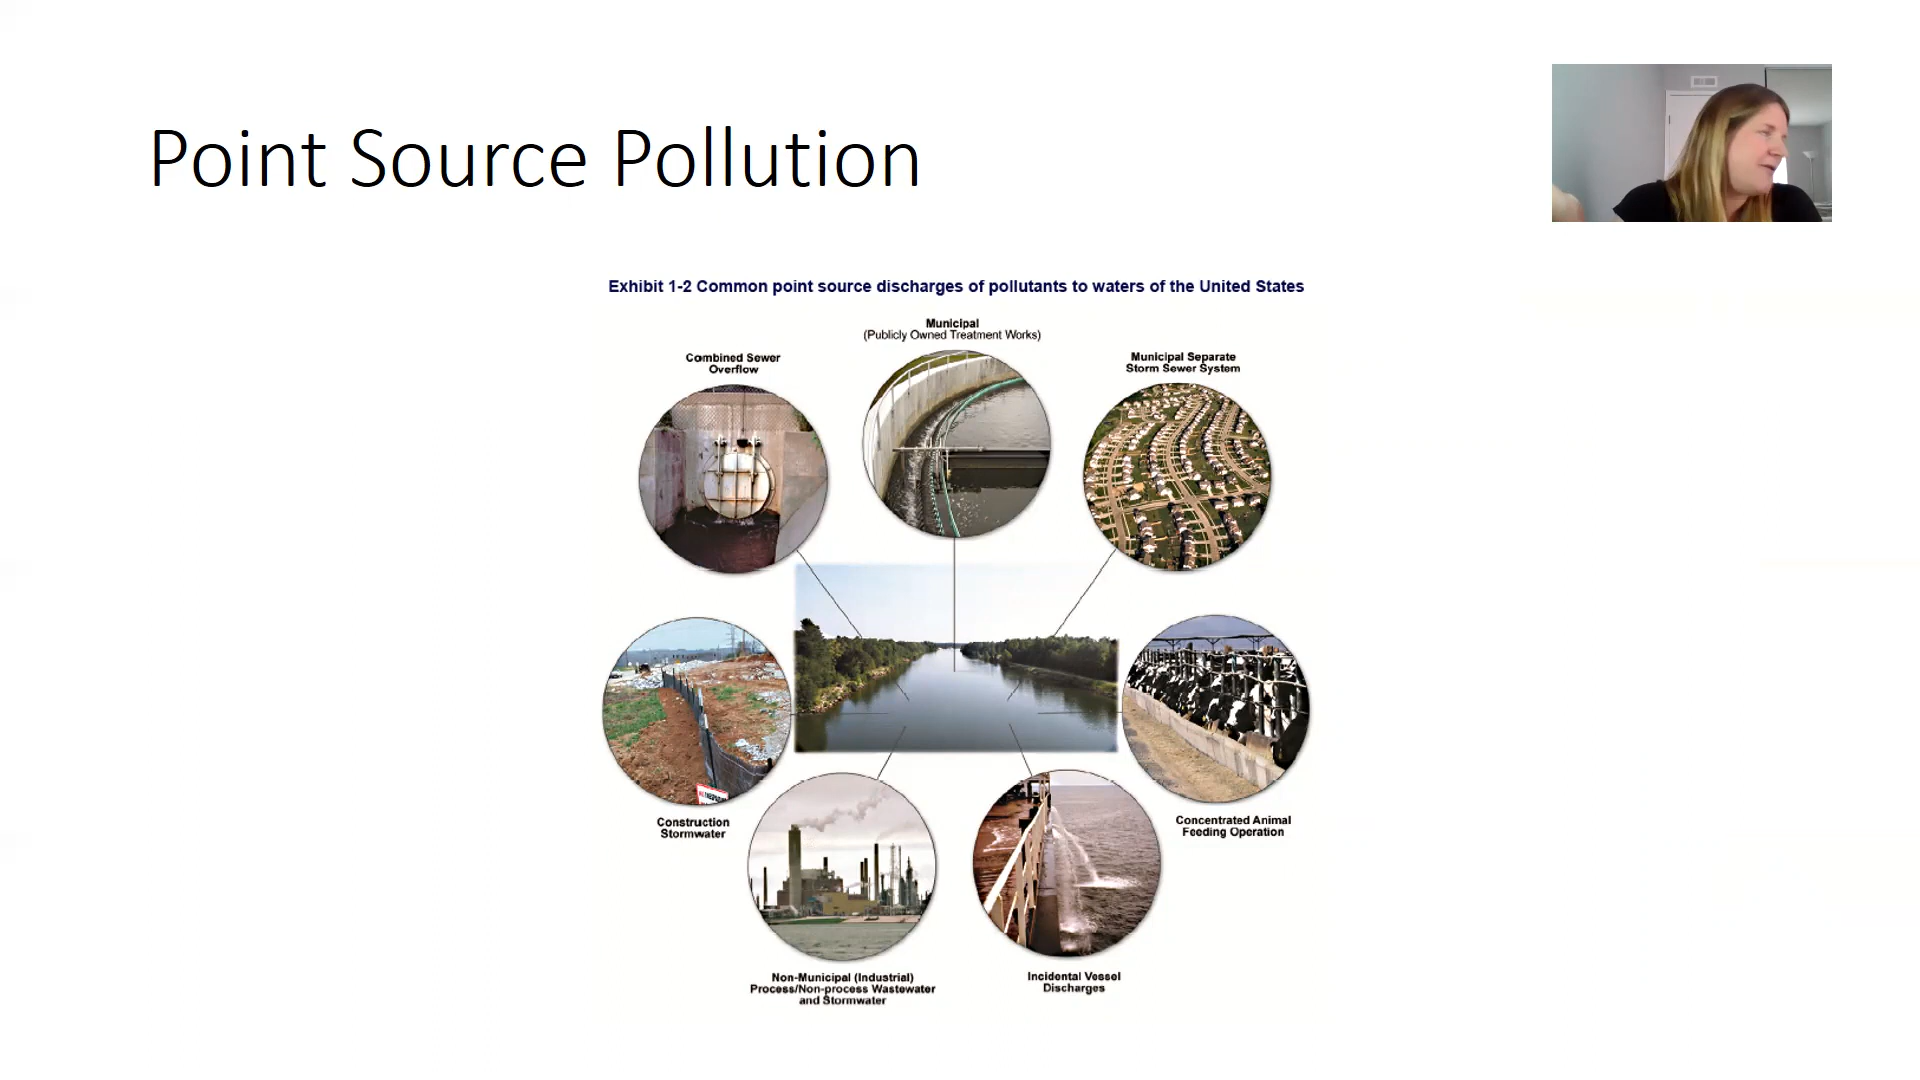 Point Source Pollution
Exhibit 1-2 Common point source discharges of pollutants to waters of the United States
Municipal
(Publicly Owned Treatment Works)
Combined Sewer
Overflow
Municipal Separate
Storm Sewer System
Construction
Stormwater
Concentrated Animal
Feeding Operation
Non-Municipal (Industrial)
Process/Non-process Wastewater
and Stormwater
Incidental Vessel
Discharges